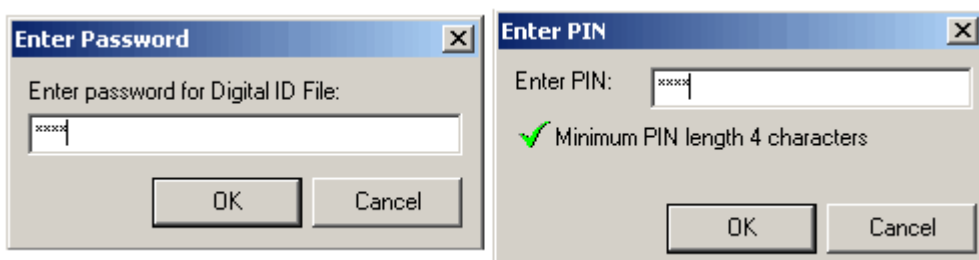 Enter Password
Enter password for Digital ID File:
****
OK Cancel
Enter PIN
Enter PIN: ****
Minimum PIN length 4 characters
OK Cancel